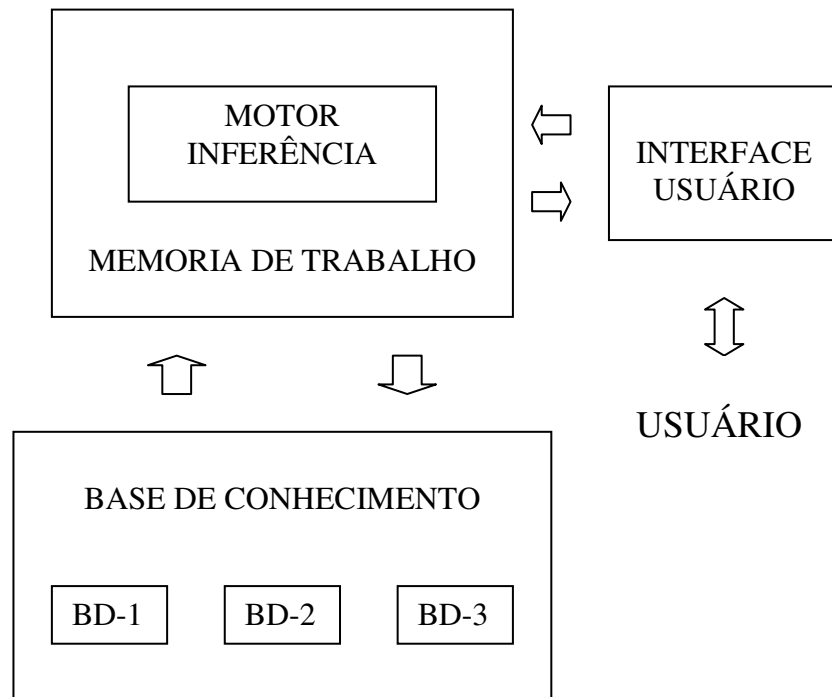 MOTOR
INFERÊNCIA
MEMORIA DE TRABALHO
INTERFACE
USUÁRIO
USUÁRIO
BASE DE CONHECIMENTO
BD-1
BD-2
BD-3